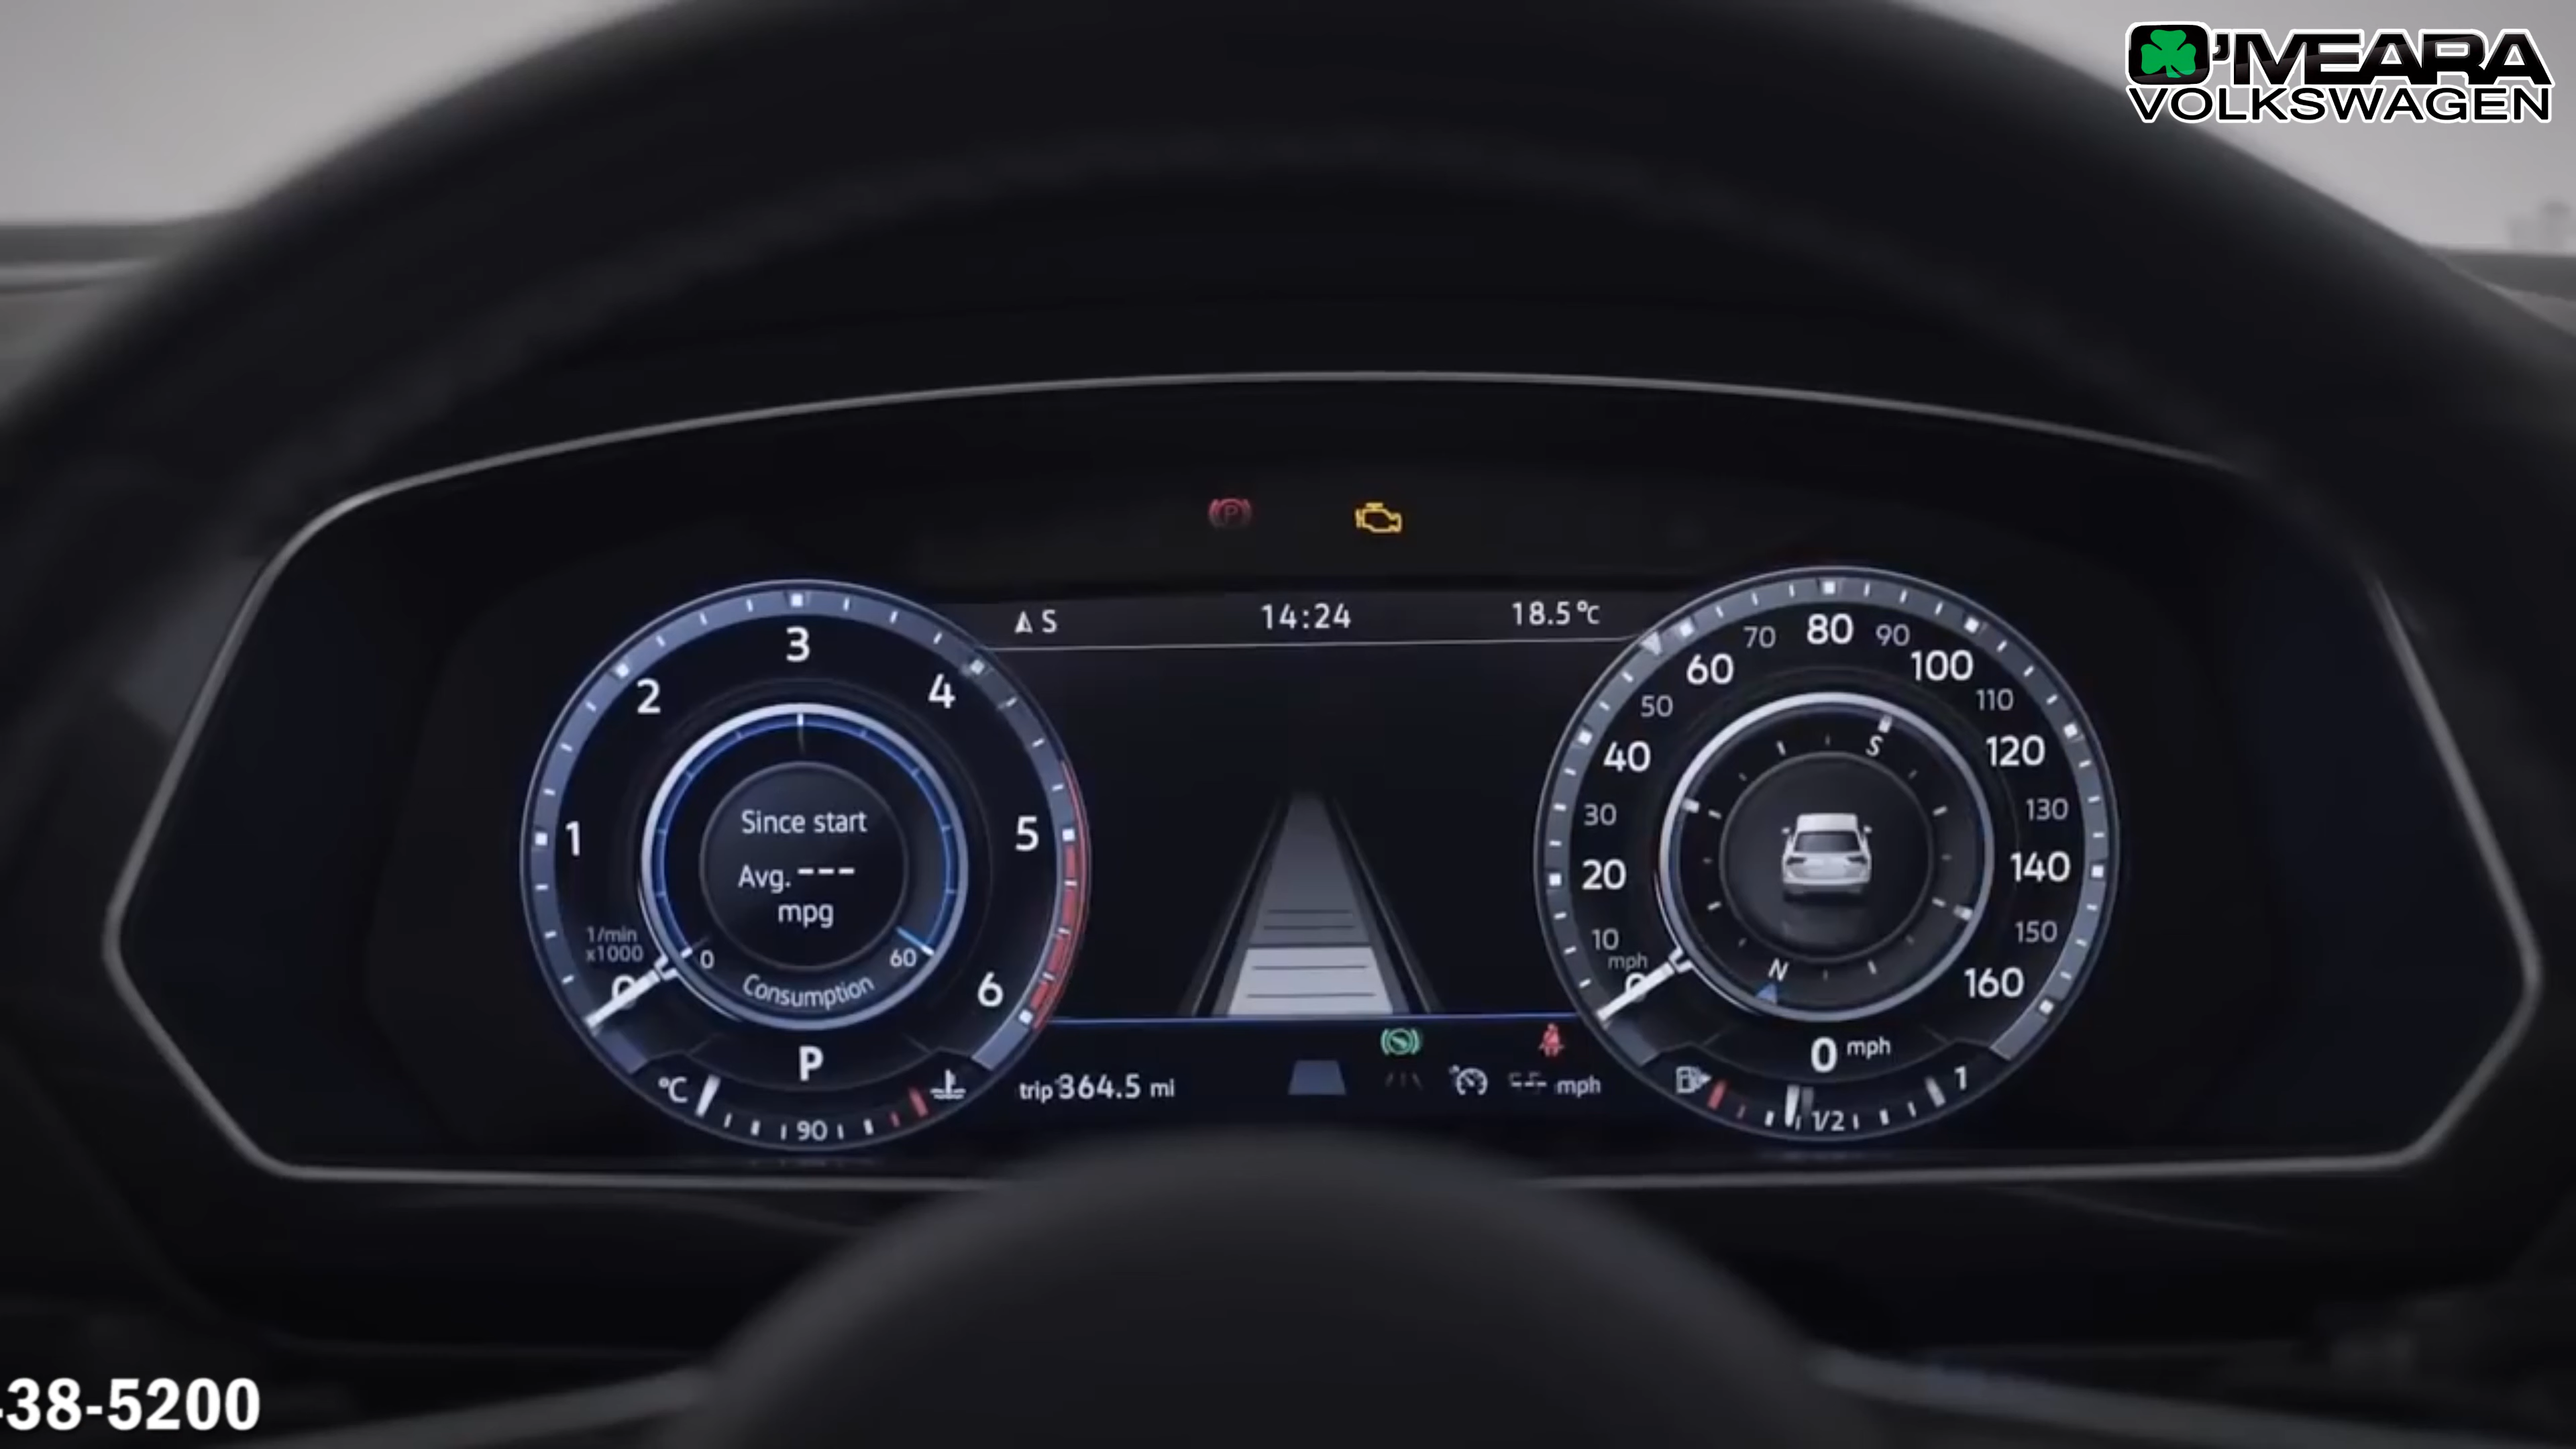 O'MEARA
VOLKSWAGEN
P
S
14:24
18.5°C
1/min
x1000
0
1
2
3
4
5
6
Since start
Avg. ---
mpg
0
60
Consumption
P
°C
90
trip 364.5 mi
--- mph
mph
0
10
20
30
40
50
60
70
80
90
100
110
120
130
140
150
160
S
N
0 mph
1/2
1
38-5200